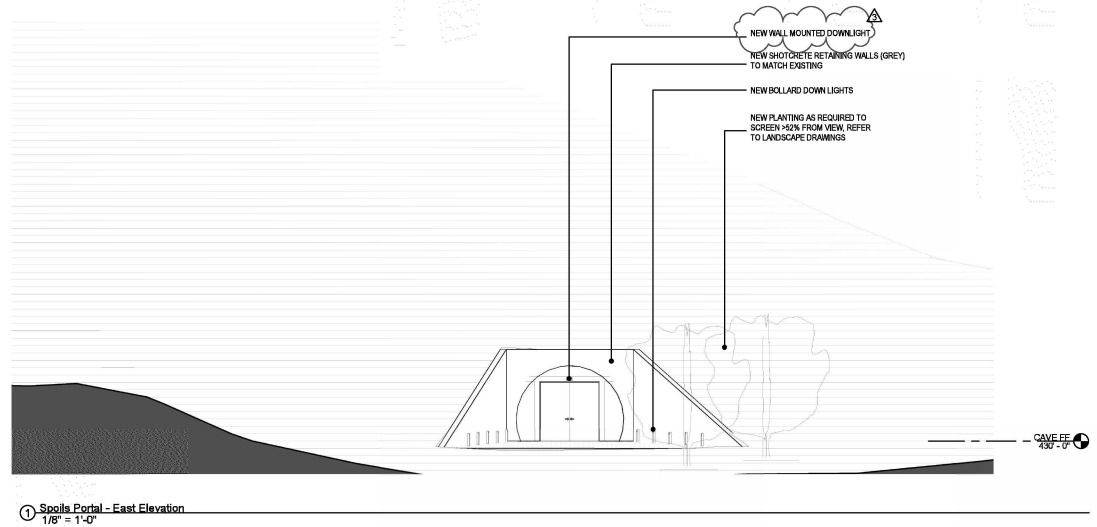 3
NEW WALL MOUNTED DOWNLIGHT
NEW SHOTCRETE RETAINING WALLS (GREY)
TO MATCH EXISTING
NEW BOLLARD DOWN LIGHTS
NEW PLANTING AS REQUIRED TO
SCREEN >52% FROM VIEW, REFER
TO LANDSCAPE DRAWINGS
CAVE FF
430' - 0"
1 Spoils Portal - East Elevation
1/8" = 1'-0"